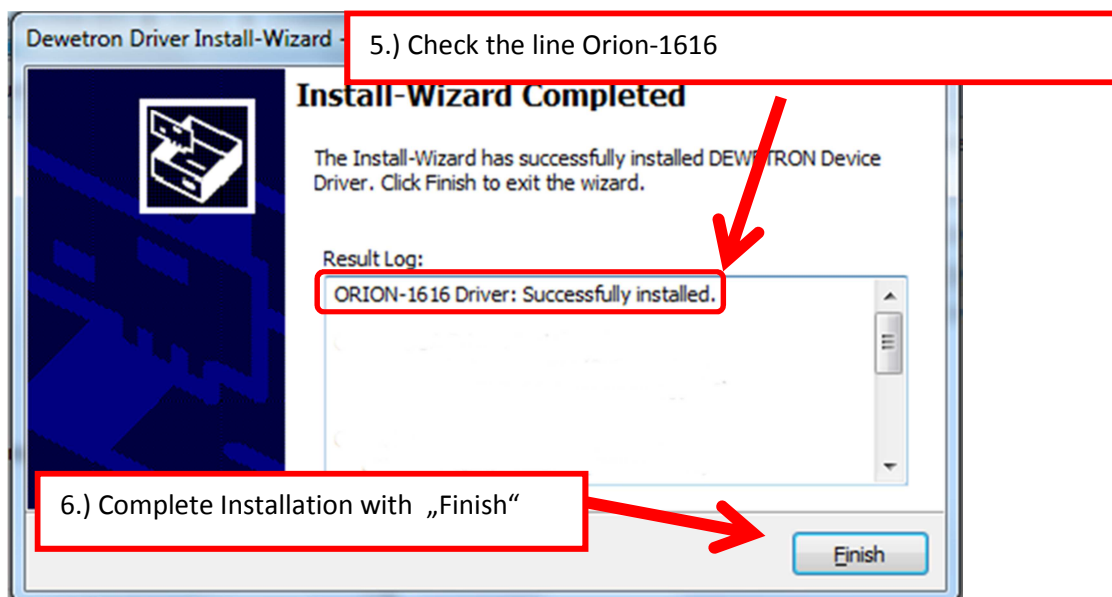 Dewetron Driver Install-Wizard -
5.) Check the line Orion-1616
Install-Wizard Completed
The Install-Wizard has successfully installed DEWETRON Device
Driver. Click Finish to exit the wizard.
Result Log:
ORION-1616 Driver: Successfully installed.
6.) Complete Installation with „Finish“
Finish